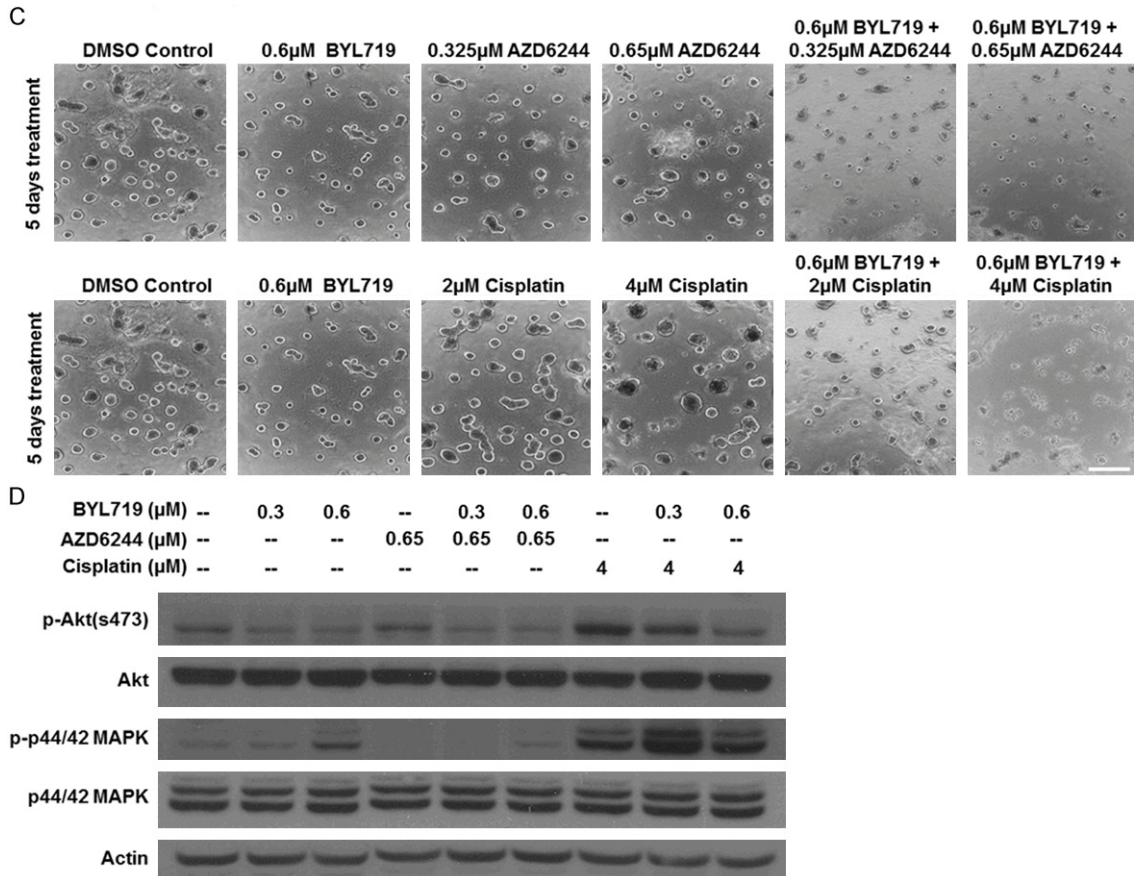 C
DMSO Control 0.6µM BYL719 0.325µM AZD6244 0.65µM AZD6244 0.6µM BYL719 + 0.325µM AZD6244 0.6µM BYL719 + 0.65µM AZD6244
5 days treatment
DMSO Control 0.6µM BYL719 2µM Cisplatin 4µM Cisplatin 0.6µM BYL719 + 2µM Cisplatin 0.6µM BYL719 + 4µM Cisplatin
5 days treatment
D
BYL719 (µM) -- 0.3 0.6 -- 0.3 0.6 -- 0.3 0.6
AZD6244 (µM) -- -- -- 0.65 0.65 0.65 -- -- --
Cisplatin (µM) -- -- -- -- -- -- 4 4 4
p-Akt(s473)
Akt
p-p44/42 MAPK
p44/42 MAPK
Actin